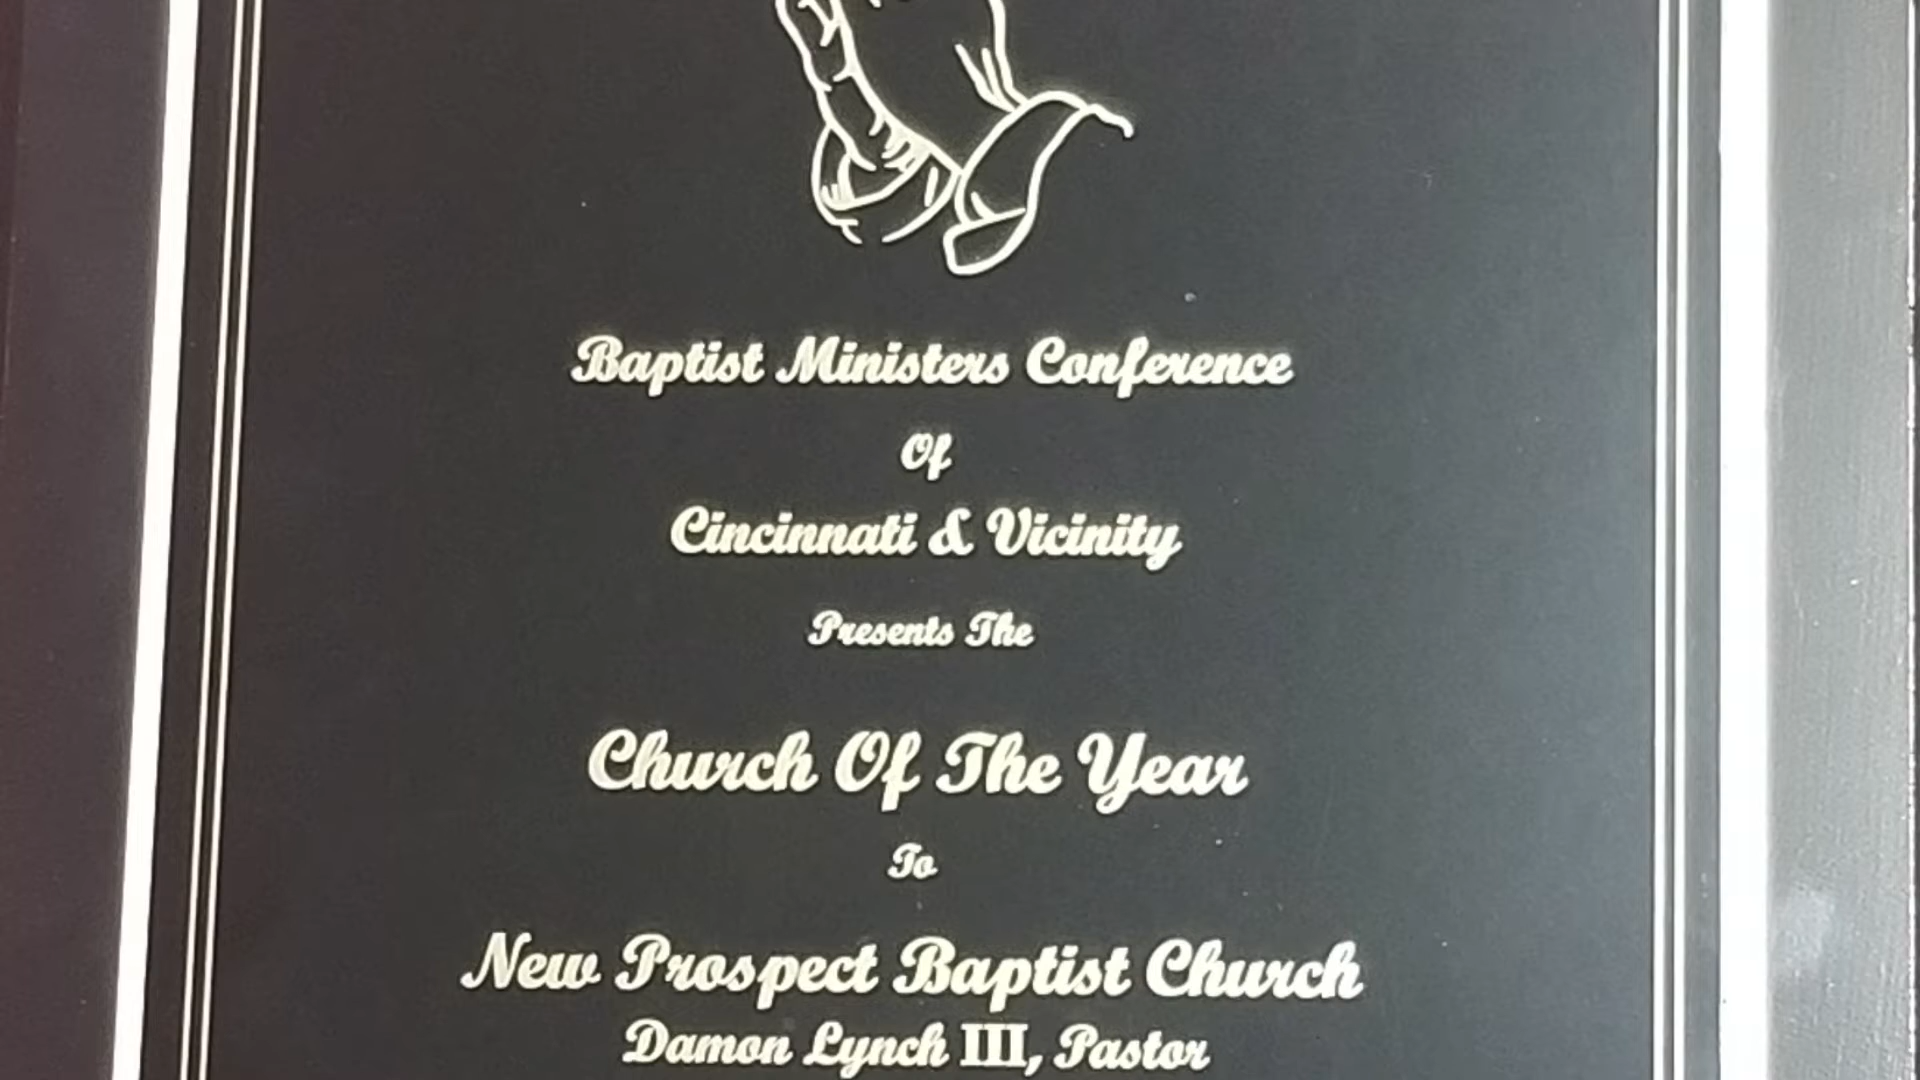 Baptist Ministers Conference
Of
Cincinnati & Vicinity
Presents The
Church Of The Year
To
New Prospect Baptist Church
Damon Lynch III, Pastor